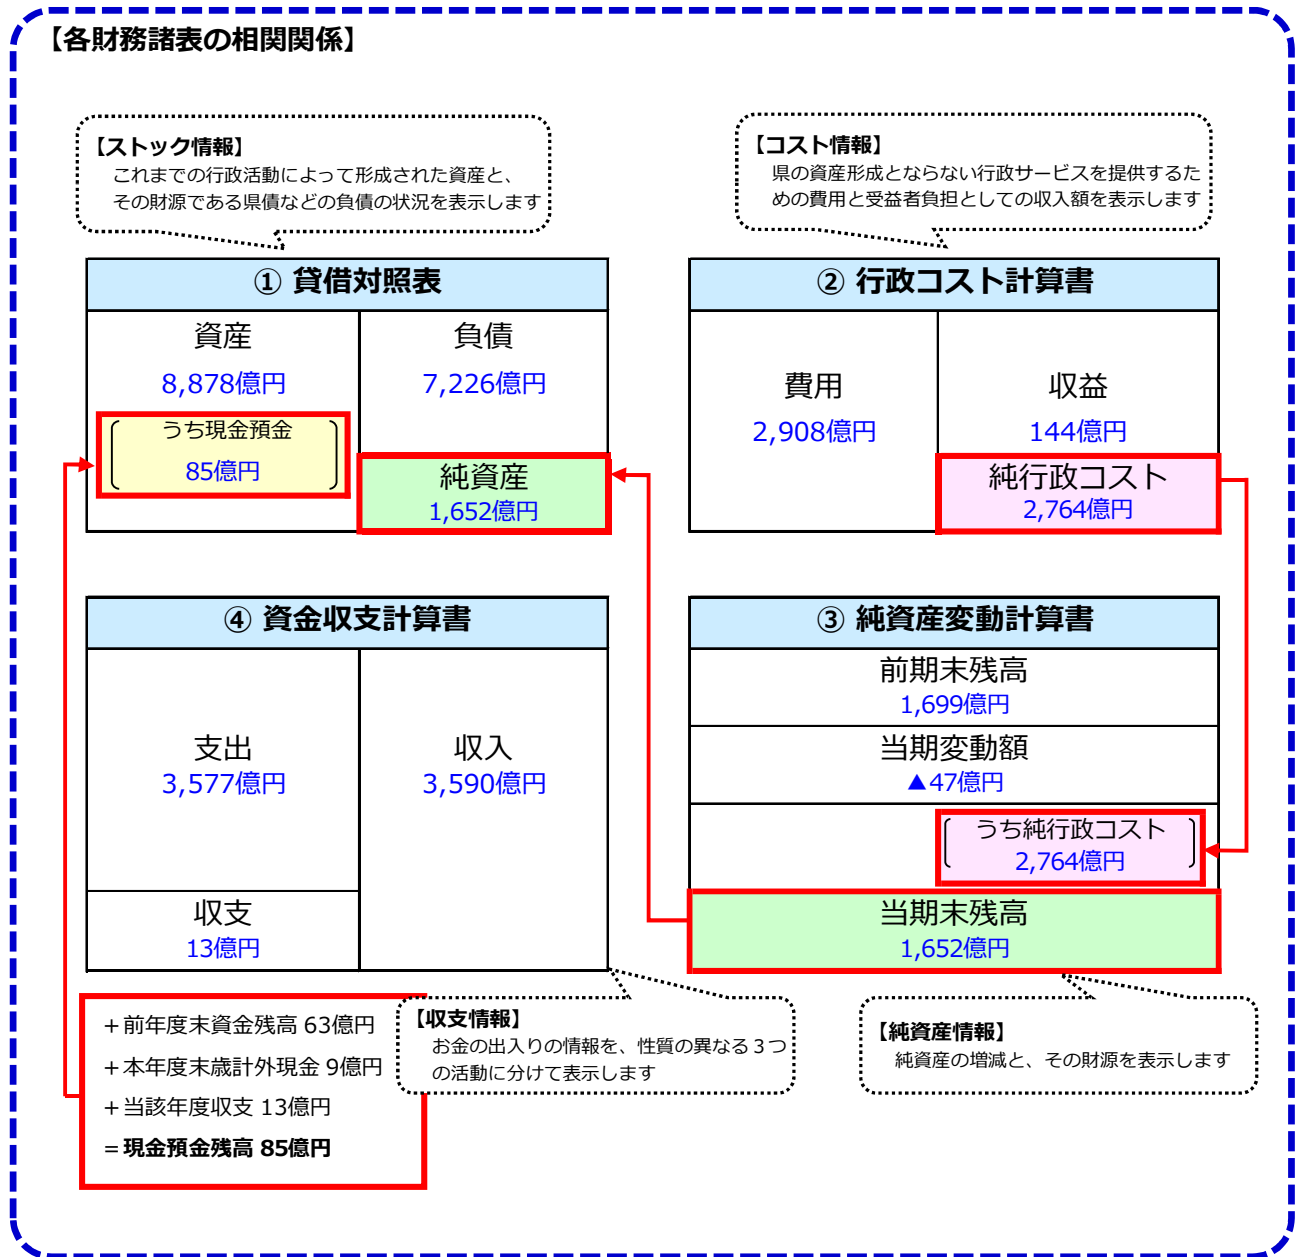 【各財務諸表の相関関係】
【ストック情報】
これまでの行政活動によって形成された資産と、
その財源である県債などの負債の状況を表示します
【コスト情報】
県の資産形成とならない行政サービスを提供するた
めの費用と受益者負担としての収入額を表示します
① 貸借対照表
資産
8,878億円
うち現金預金
85億円
負債
7,226億円
純資産
1,652億円
② 行政コスト計算書
費用
2,908億円
収益
144億円
純行政コスト
2,764億円
④ 資金収支計算書
支出
3,577億円
収入
3,590億円
収支
13億円
③ 純資産変動計算書
前期末残高
1,699億円
当期変動額
▲47億円
うち純行政コスト
2,764億円
当期末残高
1,652億円
＋前年度末資金残高 63億円
＋本年度末歳計外現金 9億円
＋当該年度収支 13億円
＝現金預金残高 85億円
【収支情報】
お金の出入りの情報を、性質の異なる３つ
の活動に分けて表示します
【純資産情報】
純資産の増減と、その財源を表示します